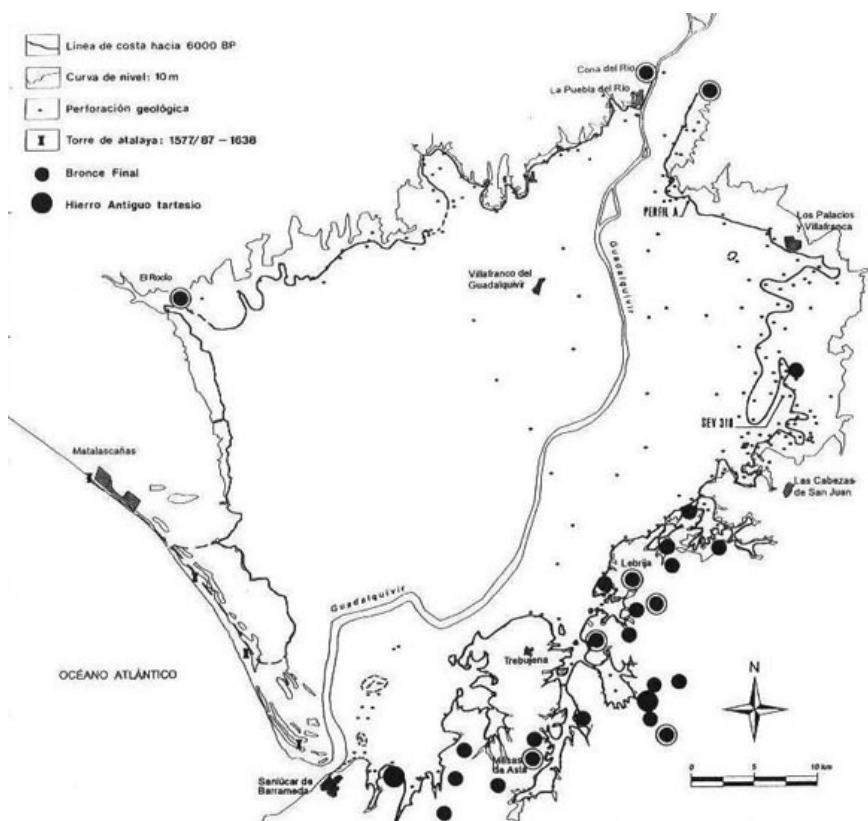 Línea de costa hacia 6000 BP
Curva de nivel: 10 m
Perforación geológica
Torre de atalaya: 1577/87 – 1638
Bronce Final
Hierro Antiguo tartesio
Coria del Río
La Puebla del Río
PERFIL A
Los Palacios
y Villafranca
El Rocío
Villafranco del
Guadalquivir
Guadalquivir
SEV 310
Matalascañas
Las Cabezas
de San Juan
Lebrija
Guadalquivir
OCÉANO ATLÁNTICO
Trebujena
N
Mesas
de Asta
Sanlúcar de
Barrameda
0 5 10 km